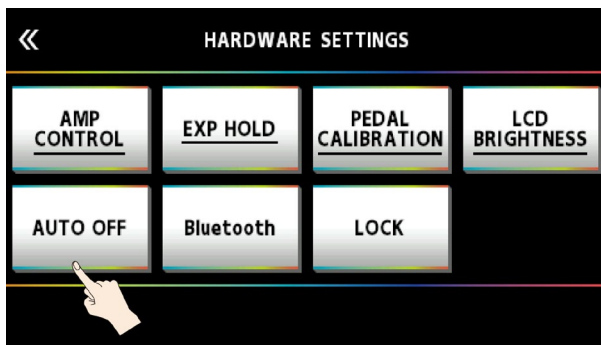 HARDWARE SETTINGS
AMP
CONTROL
EXP HOLD
PEDAL
CALIBRATION
LCD
BRIGHTNESS
AUTO OFF
Bluetooth
LOCK